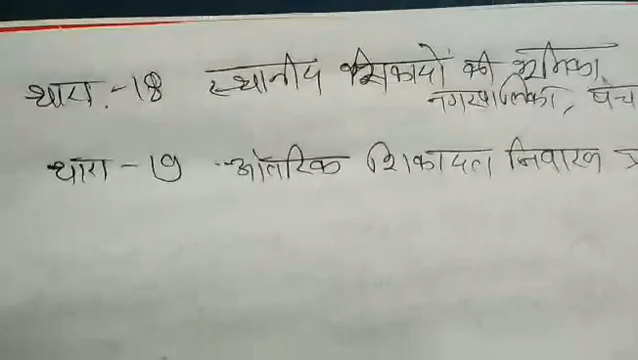 धारा.-18 स्थानीय निकायों की भूमिका
नगरपालिका, पंच
धारा - 19 आंतरिक शिकायत निवारण